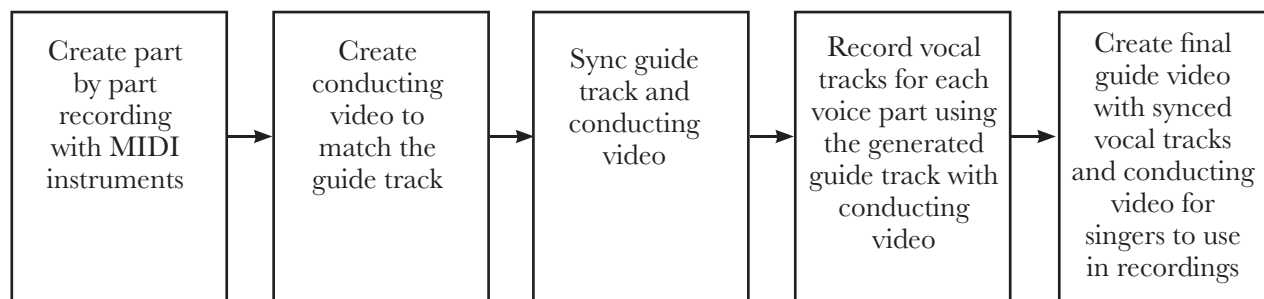 Create part
by part
recording
with MIDI
instruments
Create
conducting
video to
match the
guide track
Sync guide
track and
conducting
video
Record vocal
tracks for each
voice part using
the generated
guide track with
conducting
video
Create final
guide video
with synced
vocal tracks
and conducting
video for
singers to use
in recordings